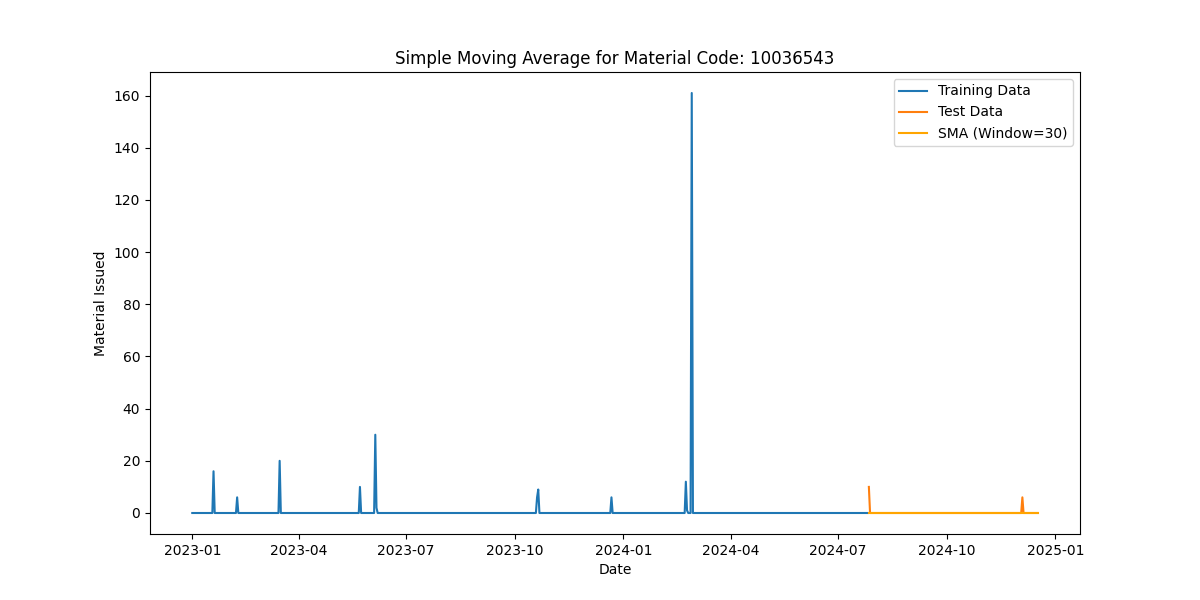 Simple Moving Average for Material Code: 10036543
Training Data
Test Data
SMA (Window=30)
Material Issued
160
140
120
100
80
60
40
20
0
2023-01 2023-04 2023-07 2023-10 2024-01 2024-04 2024-07 2024-10 2025-01
Date